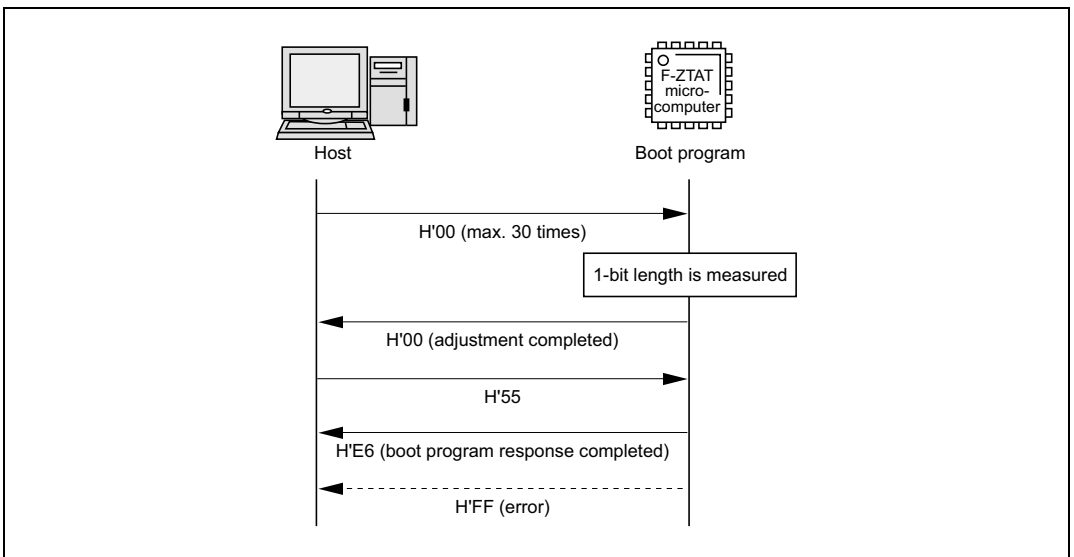 F-ZTAT
micro-
computer
Host
Boot program
H'00 (max. 30 times)
1-bit length is measured
H'00 (adjustment completed)
H'55
H'E6 (boot program response completed)
H'FF (error)